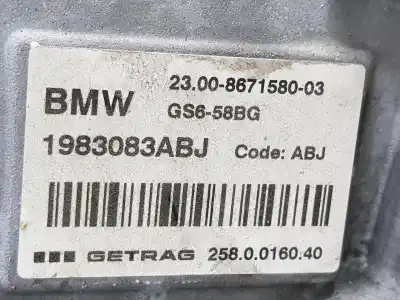 23.00-8671580-03
BMW GS6-58BG
1983083ABJ Code: ABJ
GETRAG 258.0.0160.40